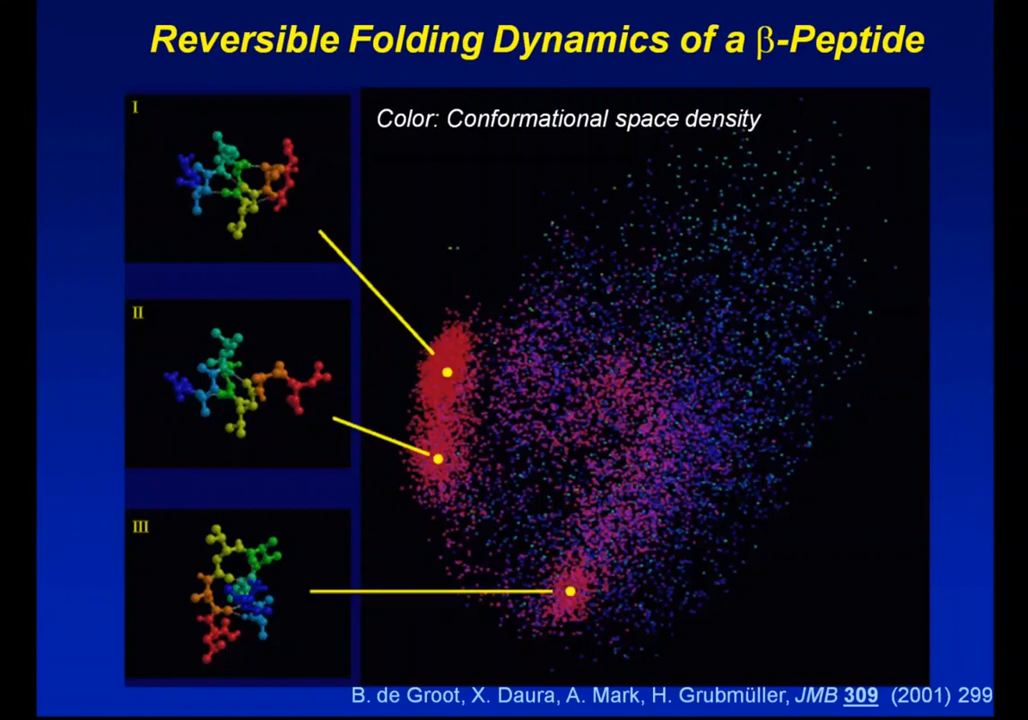 Reversible Folding Dynamics of a β-Peptide
I
Color: Conformational space density
II
III
B. de Groot, X. Daura, A. Mark, H. Grubmüller, JMB 309 (2001) 299